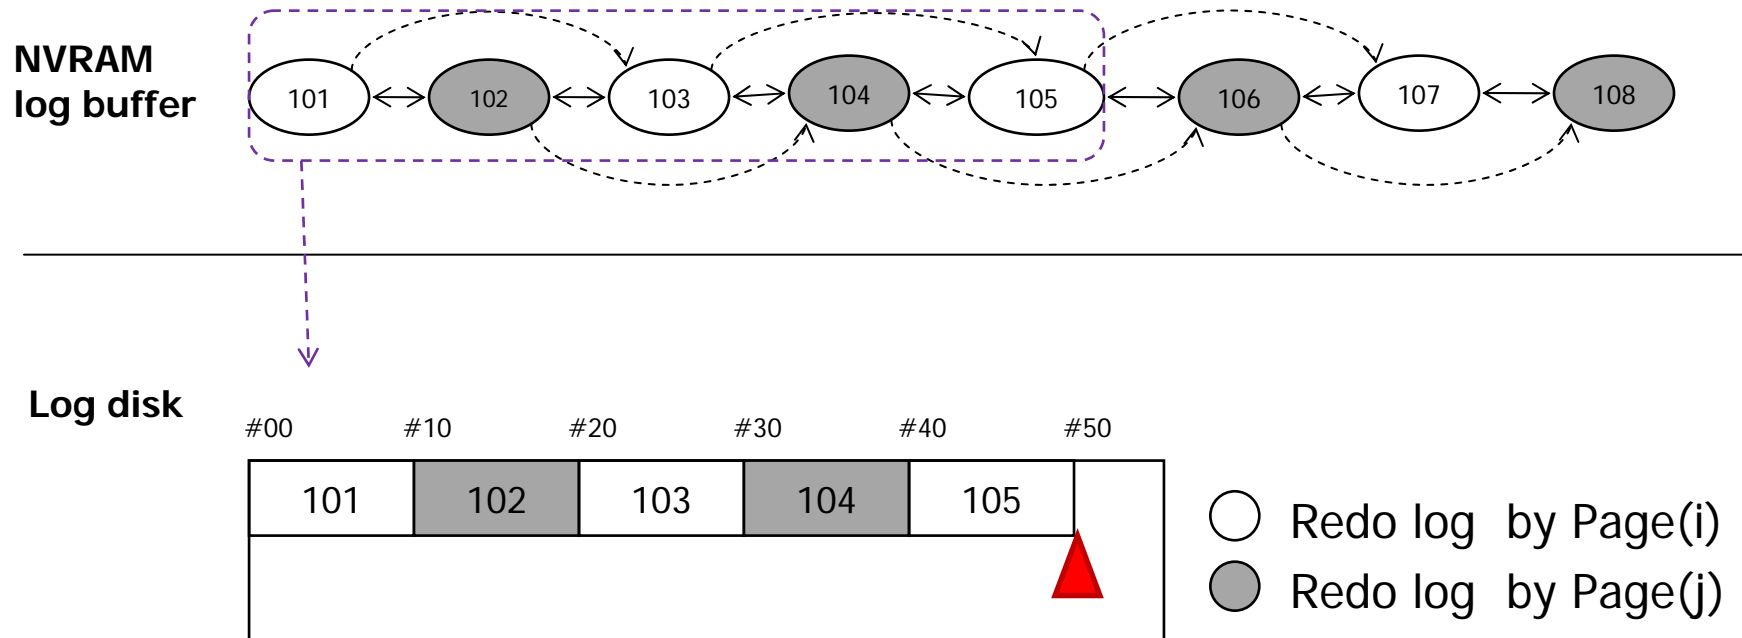 NVRAM
log buffer
101 102 103 104 105 106 107 108
Log disk
#00 #10 #20 #30 #40 #50
101 102 103 104 105
Redo log by Page(i)
Redo log by Page(j)